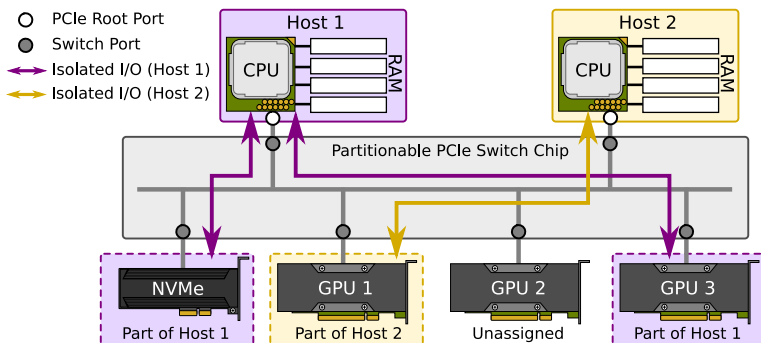 PCIe Root Port
Switch Port
Isolated I/O (Host 1)
Isolated I/O (Host 2)
Host 1
CPU
RAM
Host 2
CPU
RAM
Partitionable PCIe Switch Chip
NVMe
GPU 1
GPU 2
GPU 3
Part of Host 1
Part of Host 2
Unassigned
Part of Host 1